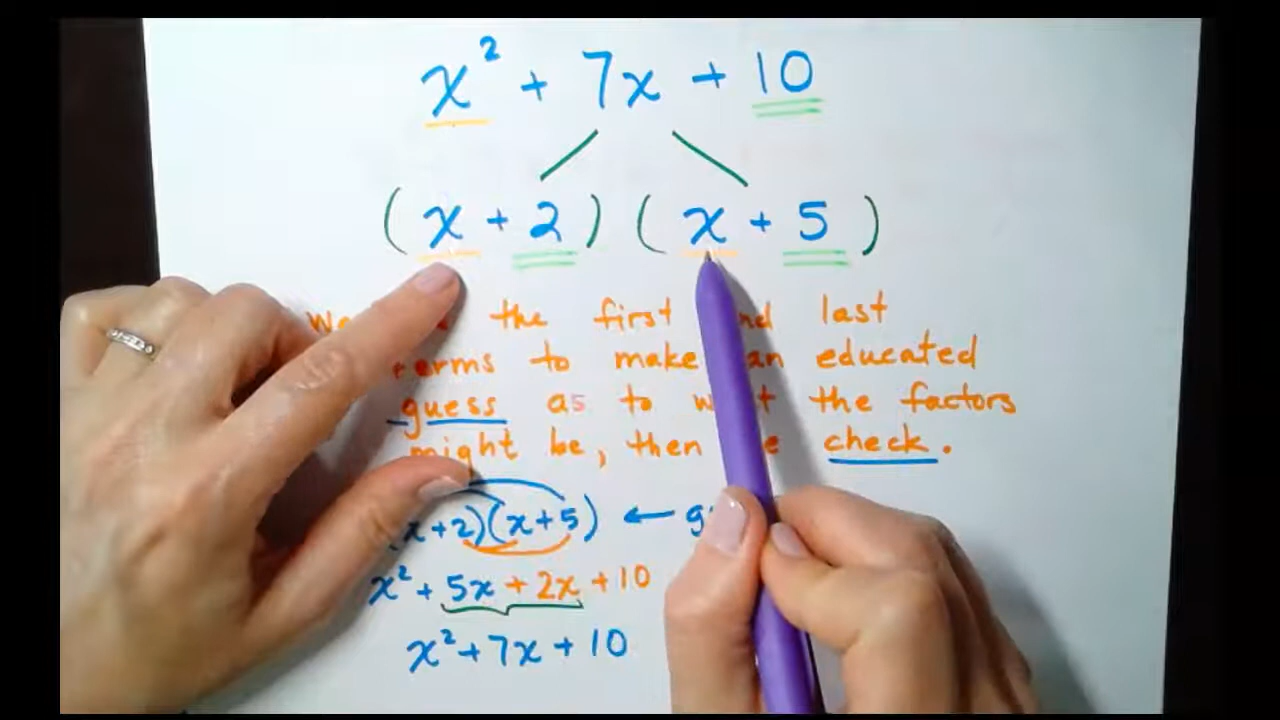 x² + 7x + 10
(x + 2) (x + 5)
the first last
terms to make an educated
guess as to the factors
might be, then check.
x+2)(x+5) ←
x² + 5x + 2x + 10
x² + 7x + 10